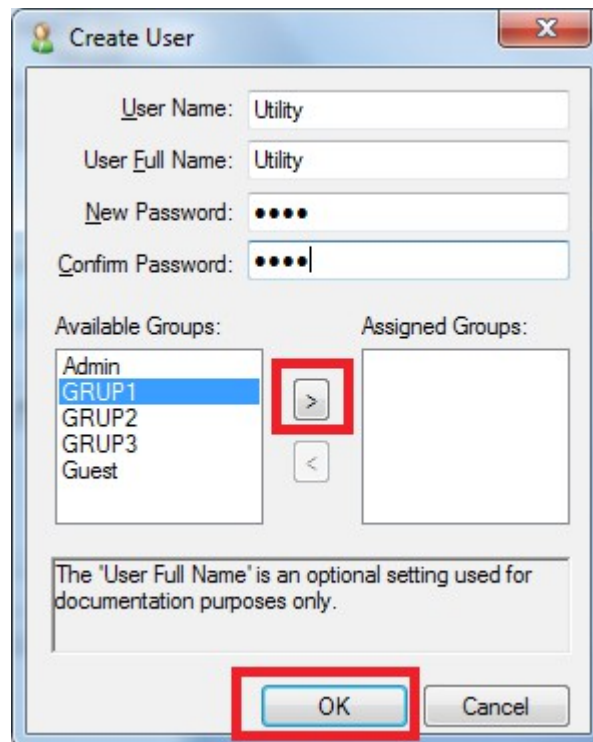 Create User
User Name: Utility
User Full Name: Utility
New Password: ●●●●
Confirm Password: ●●●●
Available Groups: Assigned Groups:
Admin
GRUP1
>
GRUP2
GRUP3
<
Guest
The 'User Full Name' is an optional setting used for
documentation purposes only.
OK Cancel